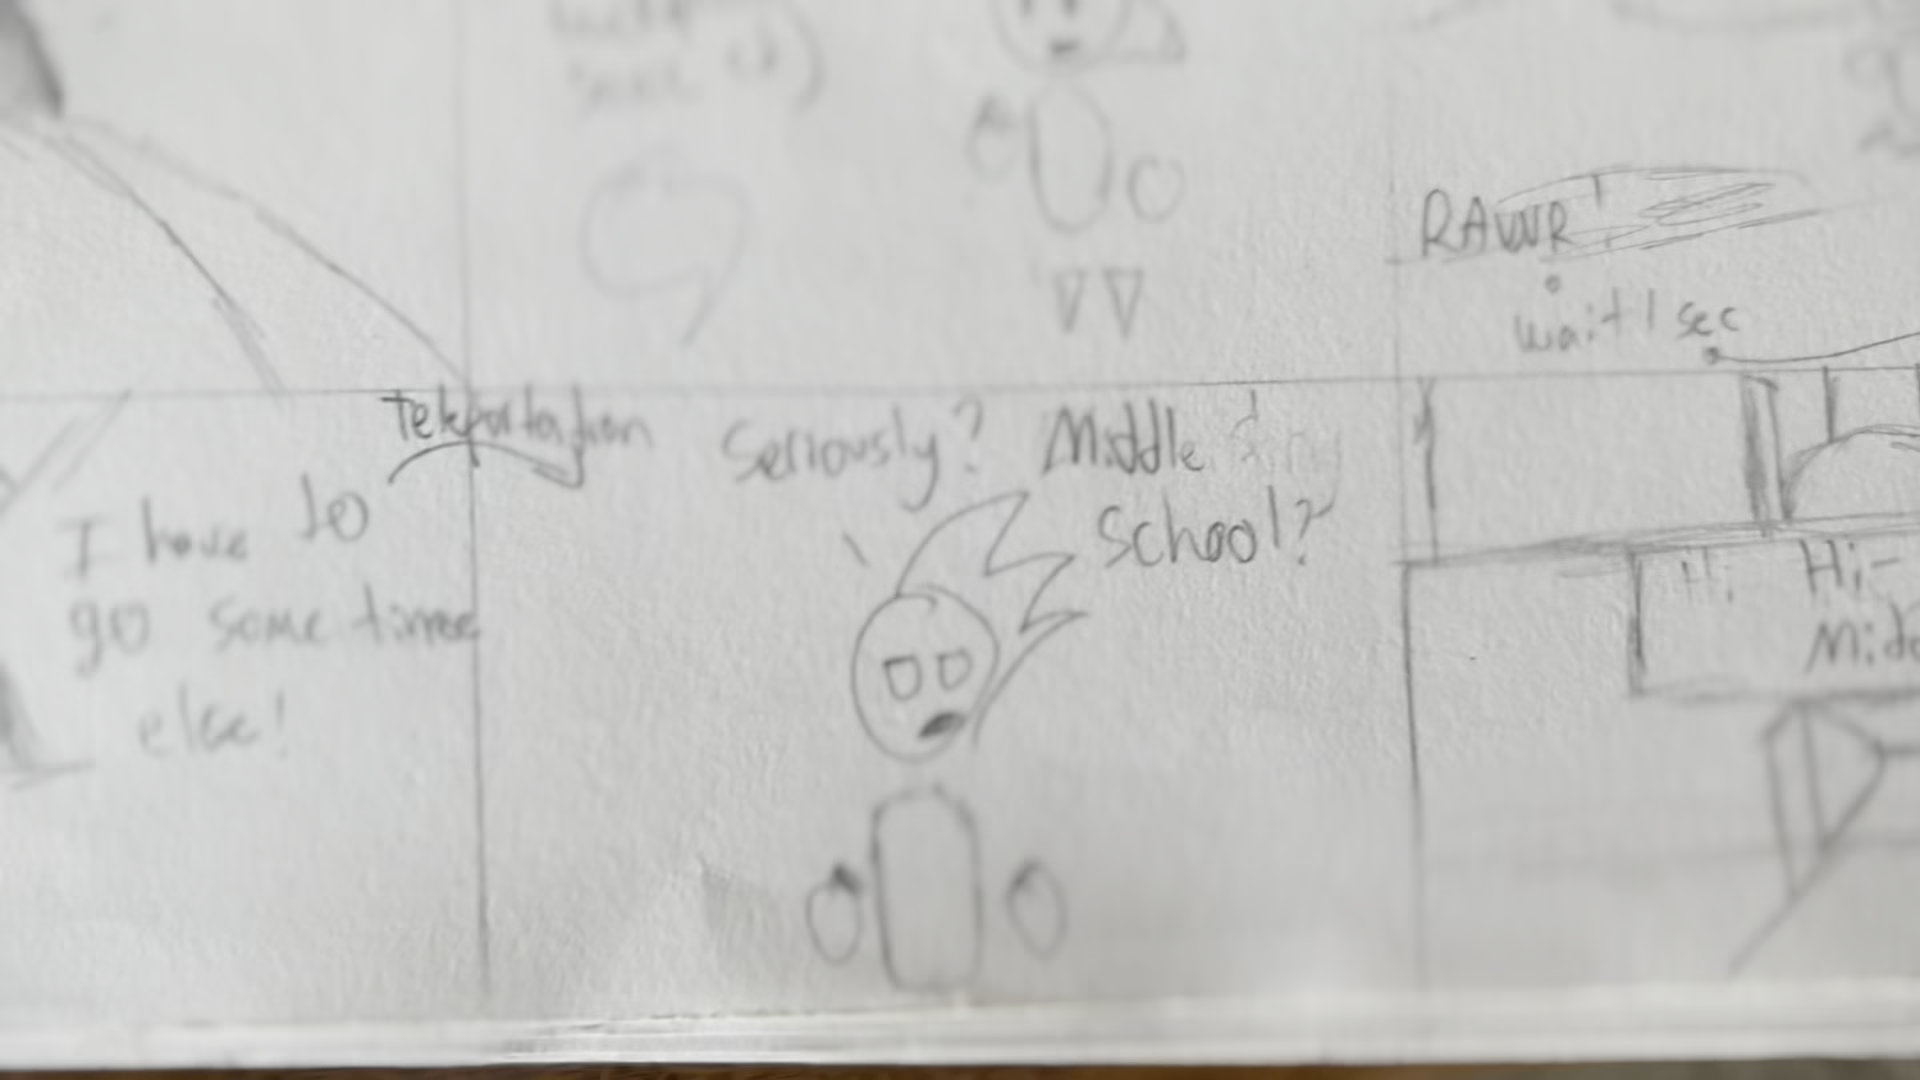 RAWR!
wait 1 sec
Teleportation
I have to
go some time
else!
Seriously? Middle
School?
Hi-